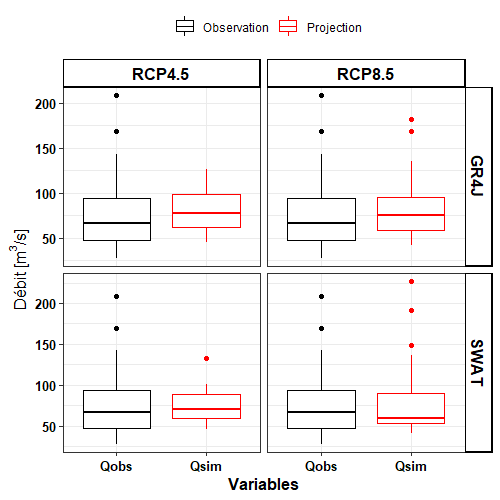 Observation Projection
RCP4.5 RCP8.5
200
150
100
50
GR4J
Débit [m³/s]
200
150
100
50
SWAT
Qobs Qsim Qobs Qsim
Variables